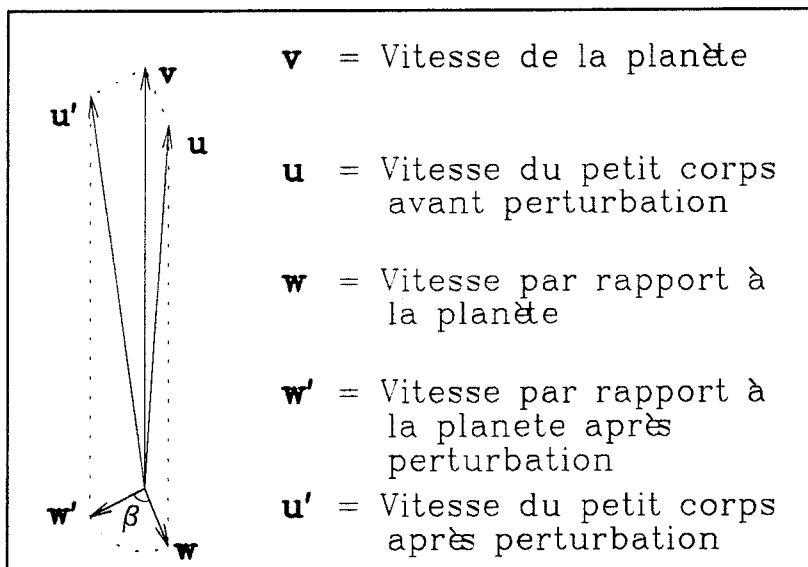 v
u'
u
w'
β
w
v = Vitesse de la planète
u = Vitesse du petit corps
avant perturbation
w = Vitesse par rapport à
la planète
w' = Vitesse par rapport à
la planete après
perturbation
u' = Vitesse du petit corps
après perturbation